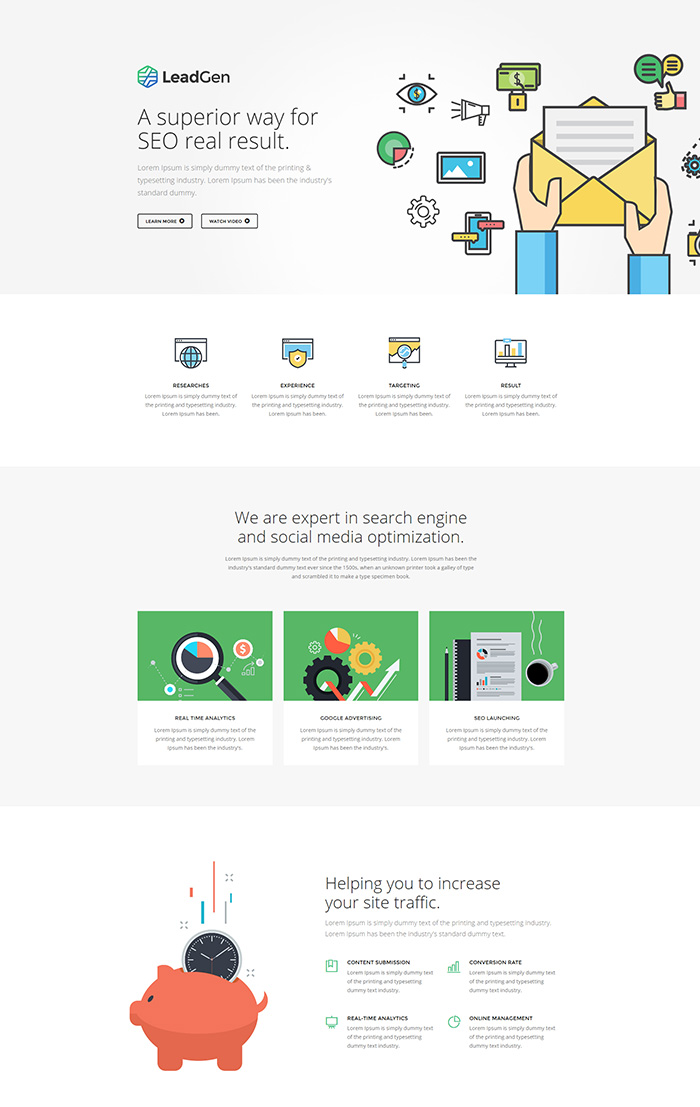 LeadGen
A superior way for
SEO real result.
Lorem Ipsum is simply dummy text of the printing &
typesetting industry. Lorem Ipsum has been the industry's
standard dummy.
LEARN MORE
WATCH VIDEO
RESEARCHES
Lorem Ipsum is simply dummy text of
the printing and typesetting industry.
Lorem Ipsum has been.
EXPERIENCE
Lorem Ipsum is simply dummy text of
the printing and typesetting industry.
Lorem Ipsum has been.
TARGETING
Lorem Ipsum is simply dummy text of
the printing and typesetting industry.
Lorem Ipsum has been.
RESULT
Lorem Ipsum is simply dummy text of
the printing and typesetting industry.
Lorem Ipsum has been.
We are expert in search engine
and social media optimization.
Lorem Ipsum is simply dummy text of the printing and typesetting industry. Lorem Ipsum has been the
industry's standard dummy text ever since the 1500s, when an unknown printer took a galley of type
and scrambled it to make a type specimen book.
REAL TIME ANALYTICS
Lorem Ipsum is simply dummy text of the
printing and typesetting industry. Lorem
Ipsum has been the industry's.
GOOGLE ADVERTISING
Lorem Ipsum is simply dummy text of the
printing and typesetting industry. Lorem
Ipsum has been the industry's.
SEO LAUNCHING
Lorem Ipsum is simply dummy text of the
printing and typesetting industry. Lorem
Ipsum has been the industry's.
Helping you to increase
your site traffic.
Lorem Ipsum is simply dummy text of the printing and typesetting industry.
Lorem Ipsum has been the industry's standard dummy text.
CONTENT SUBMISSION
Lorem Ipsum is simply dummy text
of the printing and typesetting
dummy text industry.
CONVERSION RATE
Lorem Ipsum is simply dummy text
of the printing and typesetting
dummy text industry.
REAL-TIME ANALYTICS
Lorem Ipsum is simply dummy text
of the printing and typesetting
dummy text industry.
ONLINE MANAGEMENT
Lorem Ipsum is simply dummy text
of the printing and typesetting
dummy text industry.